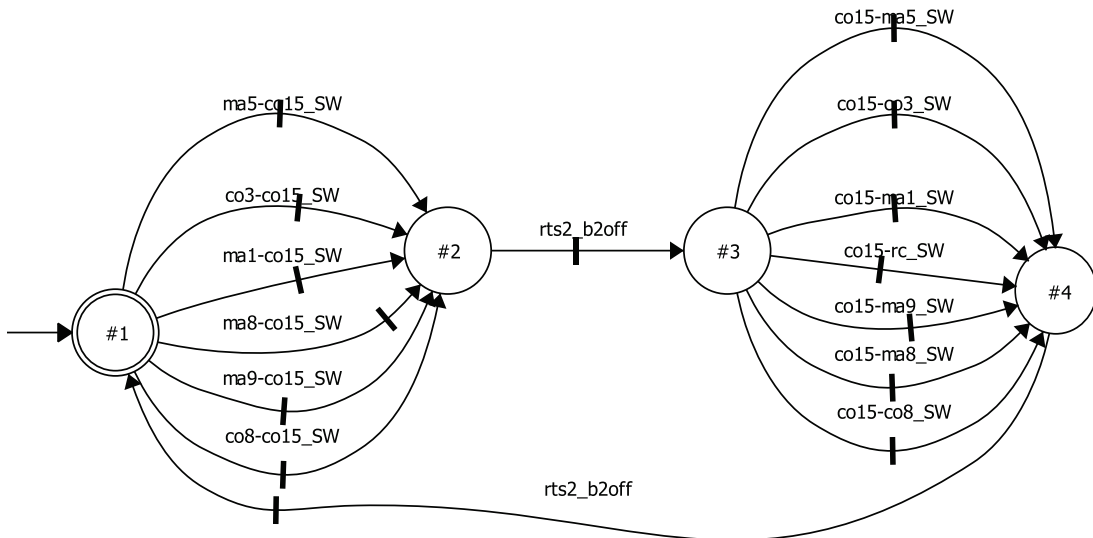 co15-ma5_SW
ma5-co15_SW
co15-co3_SW
co3-co15_SW
co15-ma1_SW
rts2_b2off
#2
#3
ma1-co15_SW
co15-rc_SW
#4
co15-ma9_SW
#1
ma8-co15_SW
co15-ma8_SW
ma9-co15_SW
co15-co8_SW
co8-co15_SW
rts2_b2off